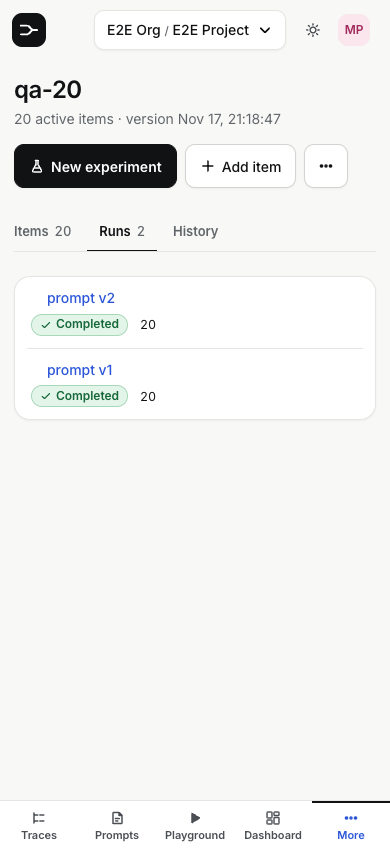 E2E Org / E2E Project
MP
qa-20
20 active items · version Nov 17, 21:18:47
New experiment
Add item
Items 20
Runs 2
History
prompt v2
Completed 20
prompt v1
Completed 20
Traces
Prompts
Playground
Dashboard
More